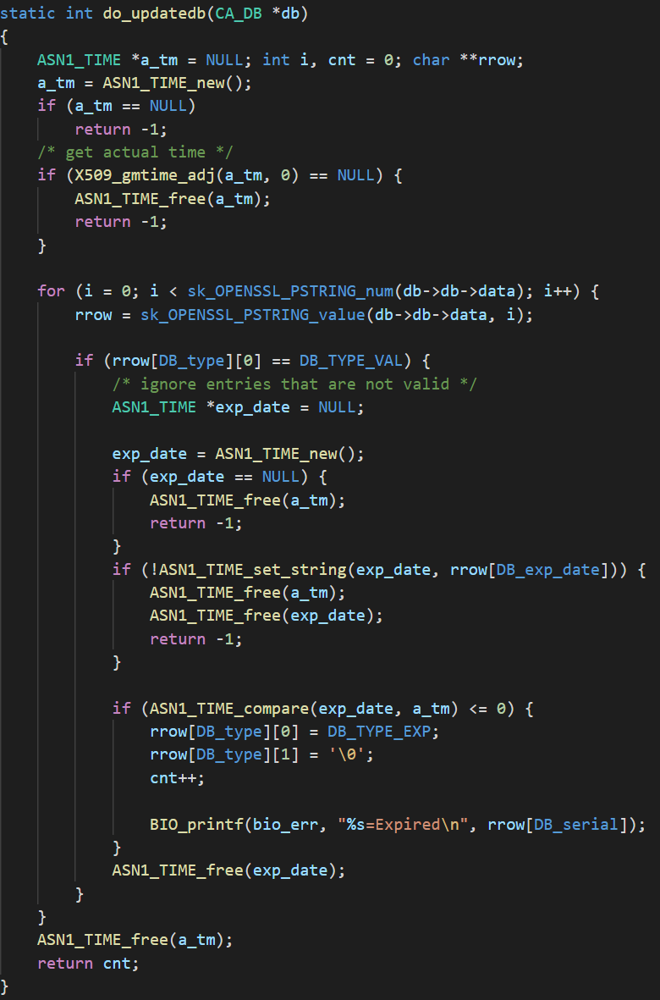 static int do_updatedb(CA_DB *db)
{
    ASN1_TIME *a_tm = NULL; int i, cnt = 0; char **rrow;
    a_tm = ASN1_TIME_new();
    if (a_tm == NULL)
        return -1;
    /* get actual time */
    if (X509_gmtime_adj(a_tm, 0) == NULL) {
        ASN1_TIME_free(a_tm);
        return -1;
    }

    for (i = 0; i < sk_OPENSSL_PSTRING_num(db->db->data); i++) {
        rrow = sk_OPENSSL_PSTRING_value(db->db->data, i);

        if (rrow[DB_type][0] == DB_TYPE_VAL) {
            /* ignore entries that are not valid */
            ASN1_TIME *exp_date = NULL;

            exp_date = ASN1_TIME_new();
            if (exp_date == NULL) {
                ASN1_TIME_free(a_tm);
                return -1;
            }
            if (!ASN1_TIME_set_string(exp_date, rrow[DB_exp_date])) {
                ASN1_TIME_free(a_tm);
                ASN1_TIME_free(exp_date);
                return -1;
            }

            if (ASN1_TIME_compare(exp_date, a_tm) <= 0) {
                rrow[DB_type][0] = DB_TYPE_EXP;
                rrow[DB_type][1] = '\0';
                cnt++;

                BIO_printf(bio_err, "%s=Expired\n", rrow[DB_serial]);
            }
            ASN1_TIME_free(exp_date);
        }
    }
    ASN1_TIME_free(a_tm);
    return cnt;
}